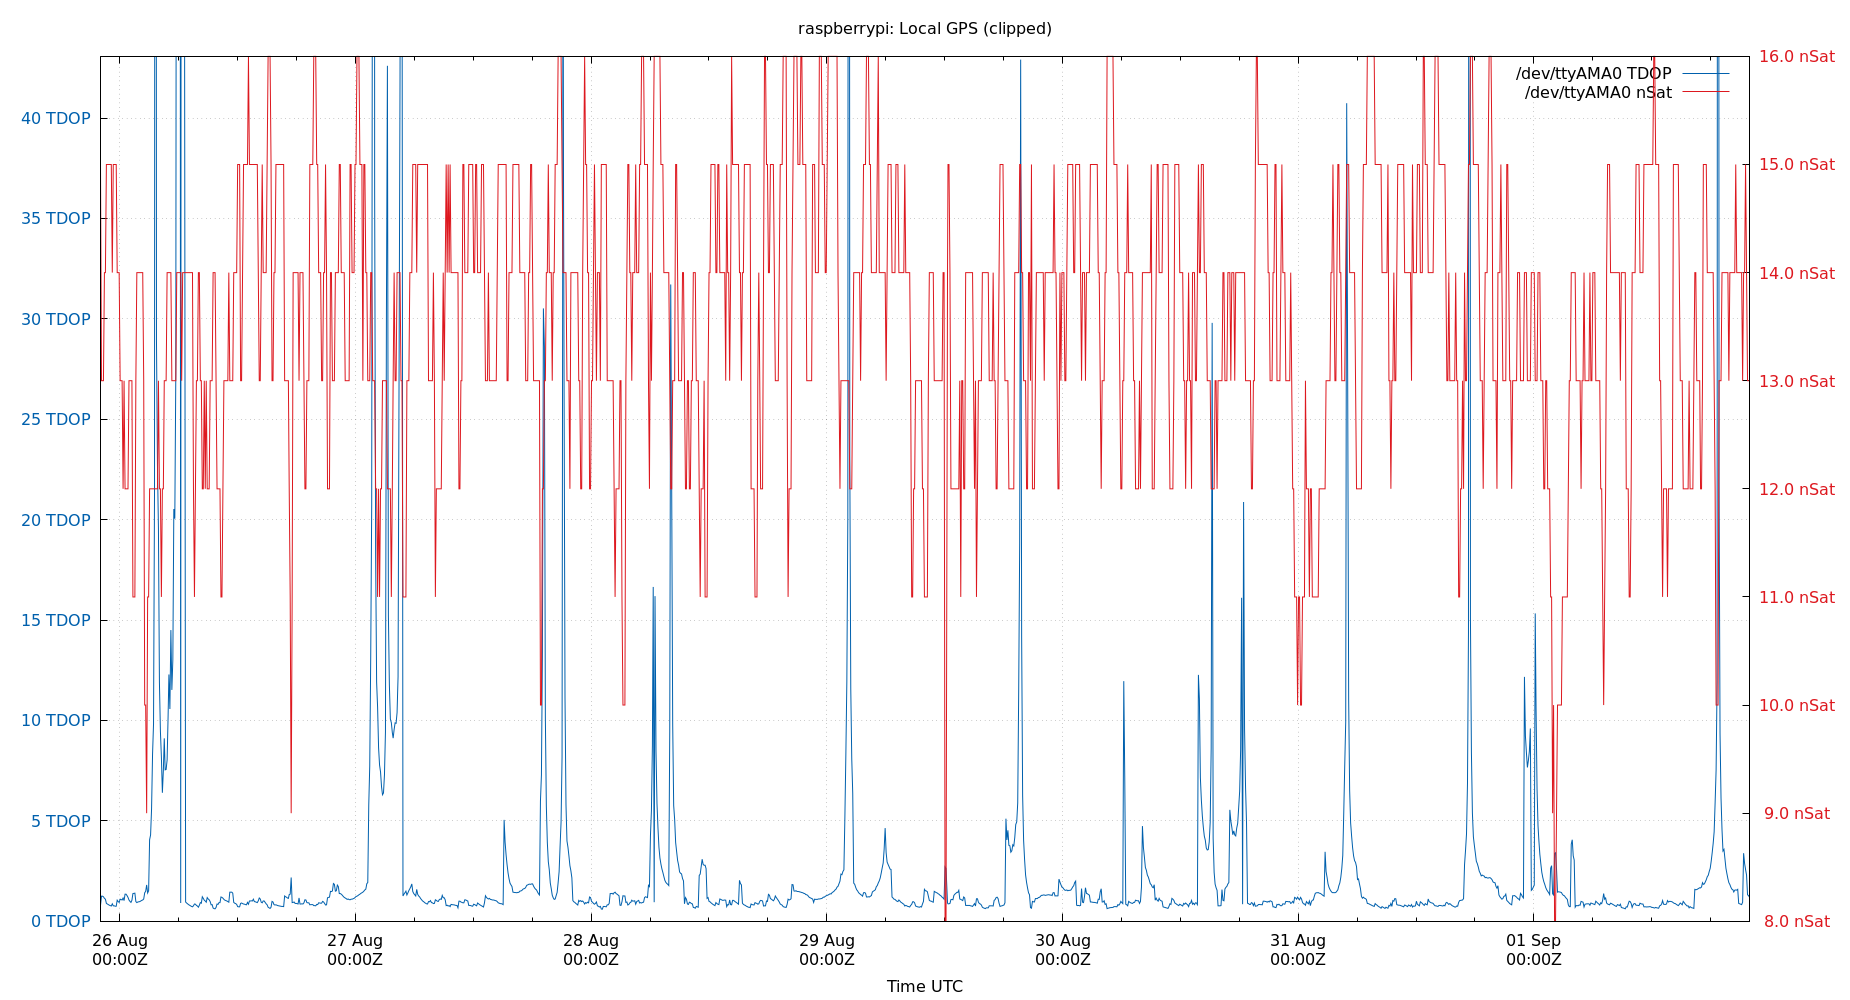 raspberrypi: Local GPS (clipped)
/dev/ttyAMA0 TDOP
/dev/ttyAMA0 nSat
40 TDOP
35 TDOP
30 TDOP
25 TDOP
20 TDOP
15 TDOP
10 TDOP
5 TDOP
0 TDOP
16.0 nSat
15.0 nSat
14.0 nSat
13.0 nSat
12.0 nSat
11.0 nSat
10.0 nSat
9.0 nSat
8.0 nSat
26 Aug
00:00Z
27 Aug
00:00Z
28 Aug
00:00Z
29 Aug
00:00Z
30 Aug
00:00Z
31 Aug
00:00Z
01 Sep
00:00Z
Time UTC